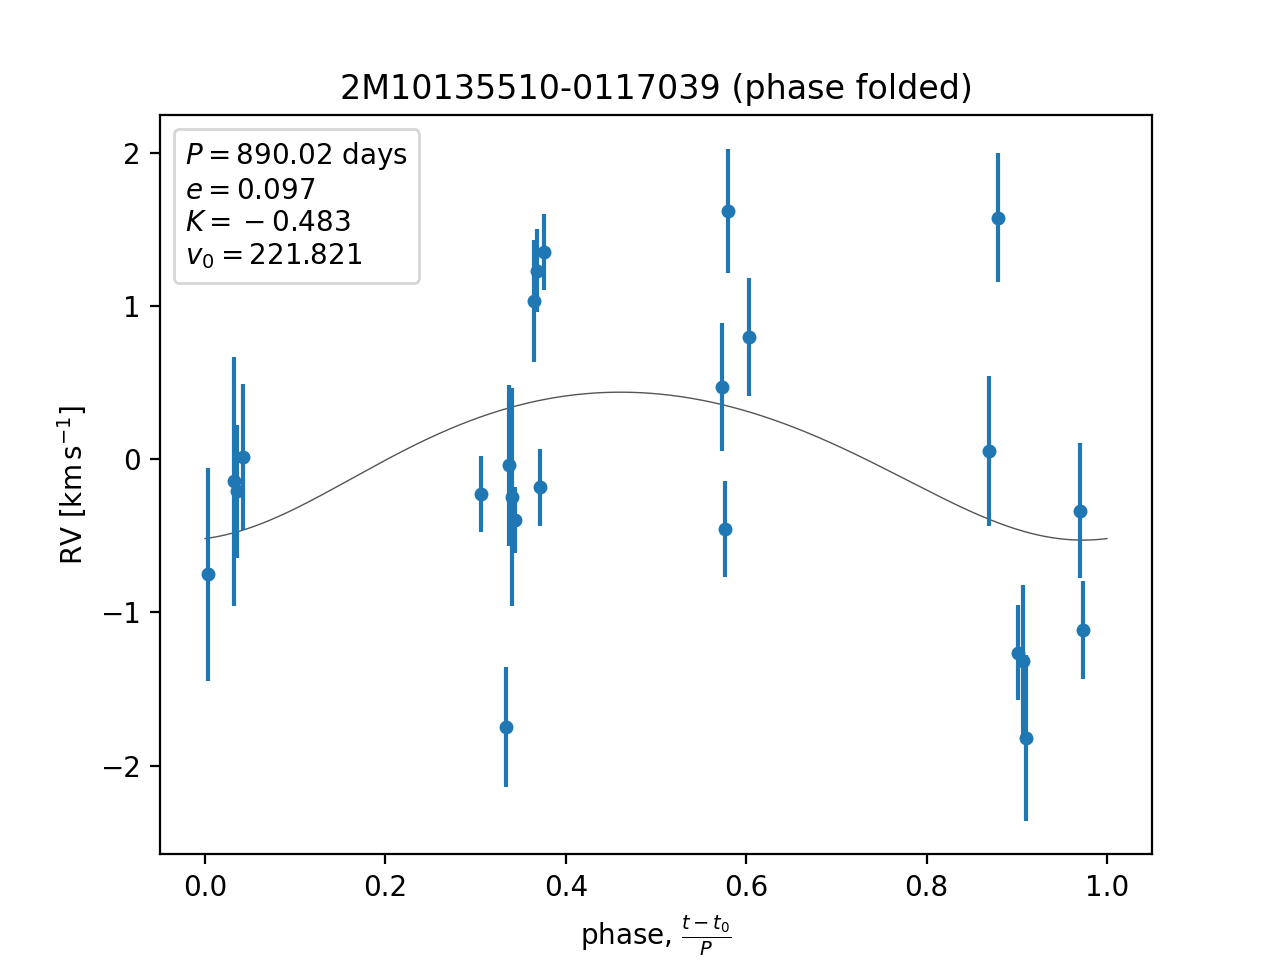 2M10135510-0117039 (phase folded)
P = 890.02 days
e = 0.097
K = −0.483
v₀ = 221.821
RV [km s⁻¹]
2
1
0
−1
−2
0.0 0.2 0.4 0.6 0.8 1.0
phase, (t − t₀)/P